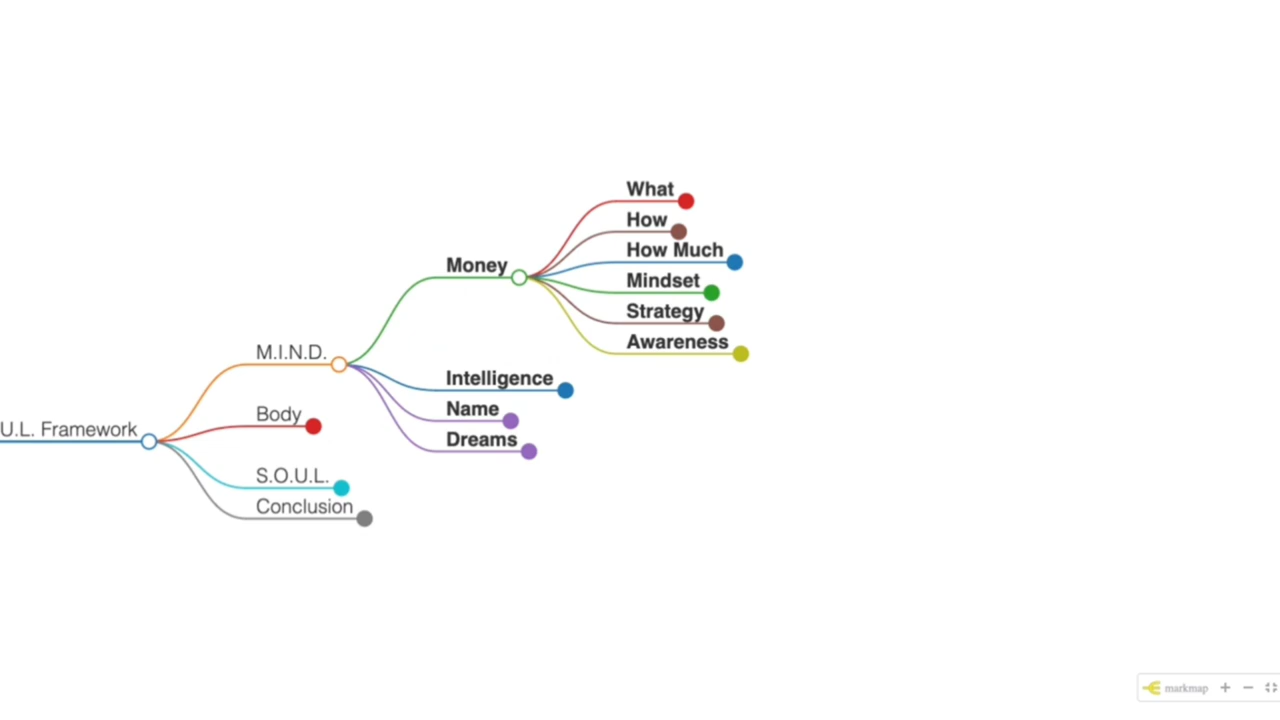 What
How
How Much
Money
Mindset
Strategy
Awareness
M.I.N.D.
Intelligence
Name
Body
U.L. Framework
Dreams
S.O.U.L.
Conclusion
markmap + −